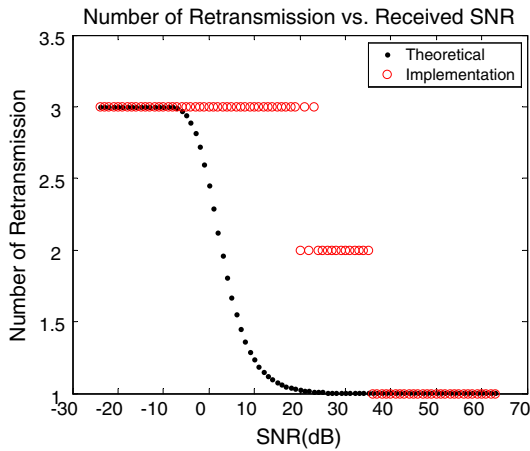 Number of Retransmission vs. Received SNR
3.5
3
2.5
2
1.5
1
Number of Retransmission
Theoretical
Implementation
-30 -20 -10 0 10 20 30 40 50 60 70
SNR(dB)